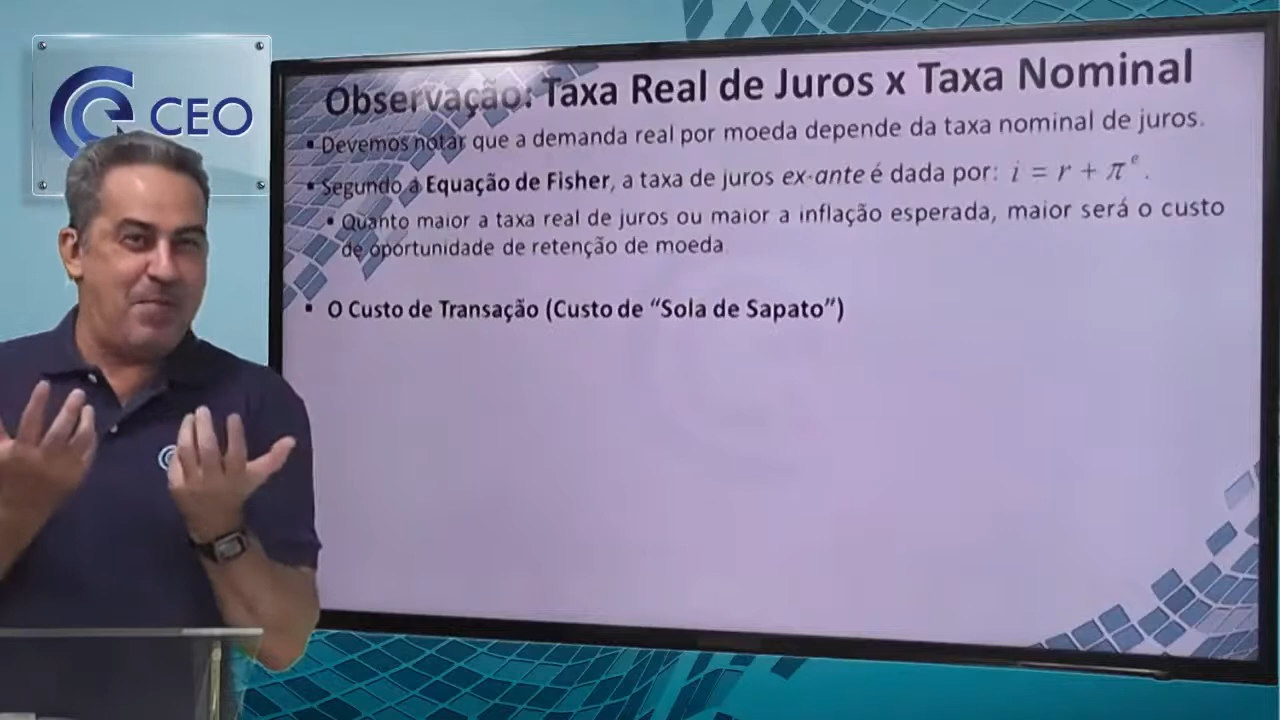 CEO
Observação: Taxa Real de Juros x Taxa Nominal
▪ Devemos notar que a demanda real por moeda depende da taxa nominal de juros.
▪ Segundo a Equação de Fisher, a taxa de juros ex-ante é dada por: i = r + π^e.
▪ Quanto maior a taxa real de juros ou maior a inflação esperada, maior será o custo
de oportunidade de retenção de moeda
▪ O Custo de Transação (Custo de “Sola de Sapato”)